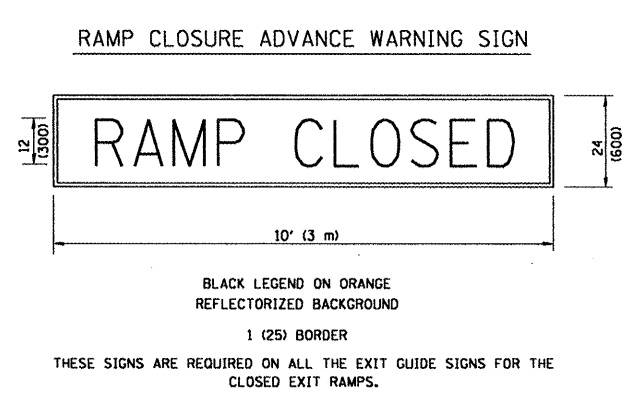 RAMP CLOSURE ADVANCE WARNING SIGN
RAMP CLOSED
12
(300)
24
(600)
10' (3 m)
BLACK LEGEND ON ORANGE
REFLECTORIZED BACKGROUND
1 (25) BORDER
THESE SIGNS ARE REQUIRED ON ALL THE EXIT GUIDE SIGNS FOR THE
CLOSED EXIT RAMPS.